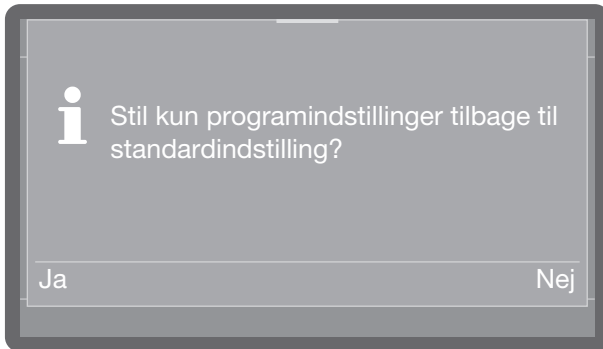 Stil kun programindstillinger tilbage til
standardindstilling?
Ja
Nej